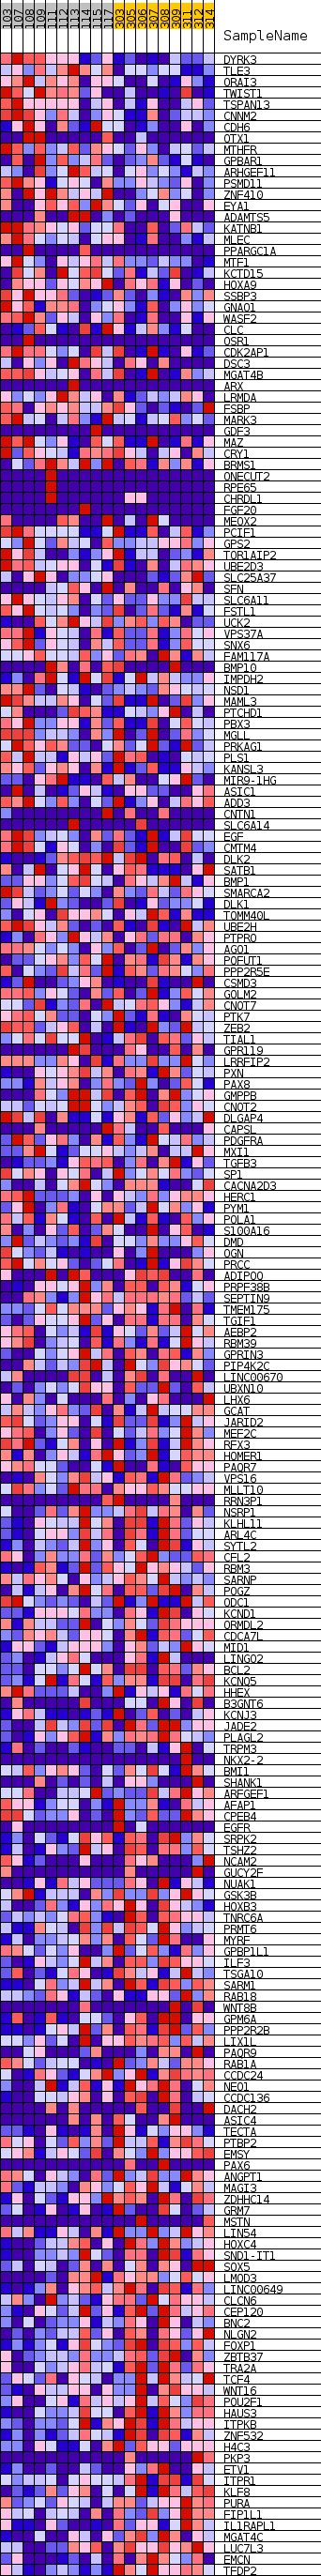 103 107 108 109 111 112 113 114 115 117 303 305 306 307 308 309 311 312 314
SampleName
DYRK3
TLE3
ORAI3
TWIST1
TSPAN13
CNNM2
CDH6
OTX1
MTHFR
GPBAR1
ARHGEF11
PSMD11
ZNF410
EYA1
ADAMTS5
KATNB1
MLEC
PPARGC1A
MTF1
KCTD15
HOXA9
SSBP3
GNAO1
WASF2
CLC
OSR1
CDK2AP1
DSC3
MGAT4B
ARX
LRMDA
FSBP
MARK3
GDF3
MAZ
CRY1
BRMS1
ONECUT2
RPE65
CHRDL1
FGF20
MEOX2
PCIF1
GPS2
TOR1AIP2
UBE2D3
SLC25A37
SFN
SLC6A11
FSTL1
UCK2
VPS37A
SNX6
FAM117A
BMP10
IMPDH2
NSD1
MAML3
PTCHD1
PBX3
MGLL
PRKAG1
PLS1
KANSL3
MIR9-1HG
ASIC1
ADD3
CNTN1
SLC6A14
EGF
CMTM4
DLK2
SATB1
BMP1
SMARCA2
DLK1
TOMM40L
UBE2H
PTPRO
AGO1
POFUT1
PPP2R5E
CSMD3
GOLM2
CNOT7
PTK7
ZEB2
TIAL1
GPR119
LRRFIP2
PXN
PAX8
GMPPB
CNOT2
DLGAP4
CAPSL
PDGFRA
MXI1
TGFB3
SP1
CACNA2D3
HERC1
PYM1
POLA1
S100A16
DMD
OGN
PRCC
ADIPOQ
PRPF38B
SEPTIN9
TMEM175
TGIF1
AEBP2
RBM39
GPRIN3
PIP4K2C
LINC00670
UBXN10
LHX6
GCAT
JARID2
MEF2C
RFX3
HOMER1
PAQR7
VPS16
MLLT10
RRN3P1
NSRP1
KLHL11
ARL4C
SYTL2
CFL2
RBM3
SARNP
POGZ
ODC1
KCND1
ORMDL2
CDCA7L
MID1
LINGO2
BCL2
KCNQ5
HHEX
B3GNT6
KCNJ3
JADE2
PLAGL2
TRPM3
NKX2-2
BMI1
SHANK1
ARFGEF1
AFAP1
CPEB4
EGFR
SRPK2
TSHZ2
NCAM2
GUCY2F
NUAK1
GSK3B
HOXB3
TNRC6A
PRMT6
MYRF
GPBP1L1
ILF3
TSGA10
SARM1
RAB18
WNT8B
GPM6A
PPP2R2B
LIX1L
PAQR9
RAB1A
CCDC24
NEO1
CCDC136
DACH2
ASIC4
TECTA
PTBP2
EMSY
PAX6
ANGPT1
MAGI3
ZDHHC14
GRM7
MSTN
LIN54
HOXC4
SND1-IT1
SOX5
LMOD3
LINC00649
CLCN6
CEP120
BNC2
NLGN2
FOXP1
ZBTB37
TRA2A
TCF4
WNT16
POU2F1
HAUS3
ITPKB
ZNF532
H4C3
PKP3
ETV1
ITPR1
KLF8
PURA
FIP1L1
IL1RAPL1
MGAT4C
LUC7L3
EMCN
TFDP2